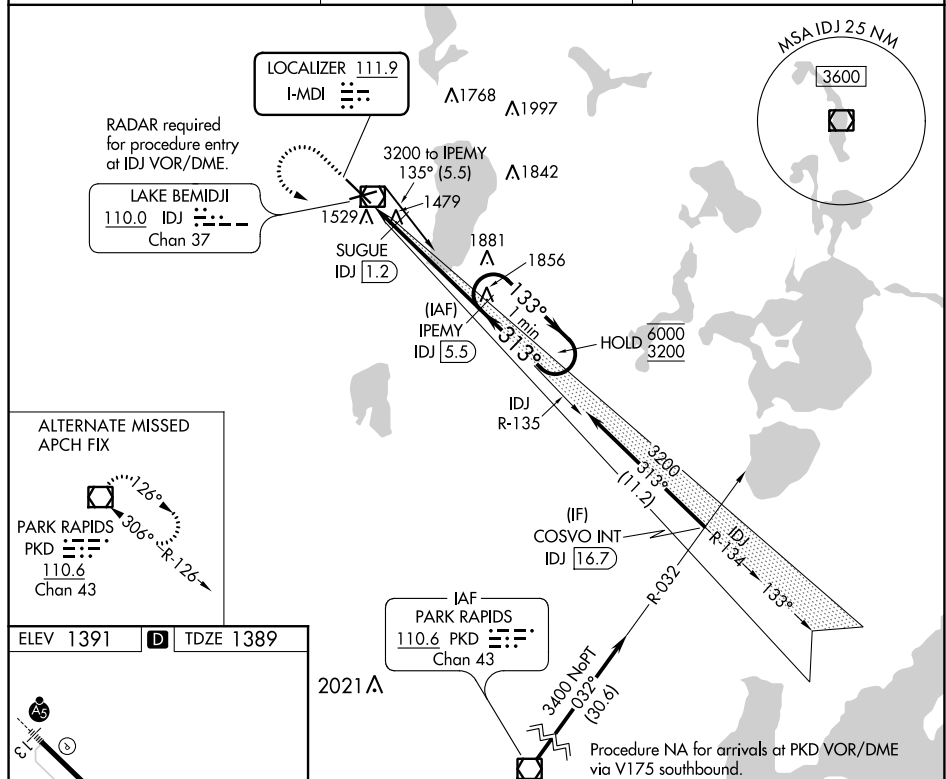 MSA IDJ 25 NM
3600
LOCALIZER 111.9
I-MDI
1768
1997
RADAR required
for procedure entry
at IDJ VOR/DME.
3200 to IPEMY
135° (5.5)
1842
LAKE BEMIDJI
110.0 IDJ
Chan 37
1529
1479
SUGUE
IDJ 1.2
1881
1856
133°
1 min
313°
(IAF)
IPEMY
IDJ 5.5
HOLD 6000
3200
IDJ
R-135
3200
313°
(11.2)
(IF)
COSVO INT
IDJ 16.7
IDJ
R-134
133°
R-032
ALTERNATE MISSED
APCH FIX
126°
306°
R-126
PARK RAPIDS
PKD
110.6
Chan 43
IAF
PARK RAPIDS
110.6 PKD
Chan 43
3400 NoPT
032°
(30.6)
2021
ELEV 1391 D TDZE 1389
A5
13
P
Procedure NA for arrivals at PKD VOR/DME
via V175 southbound.